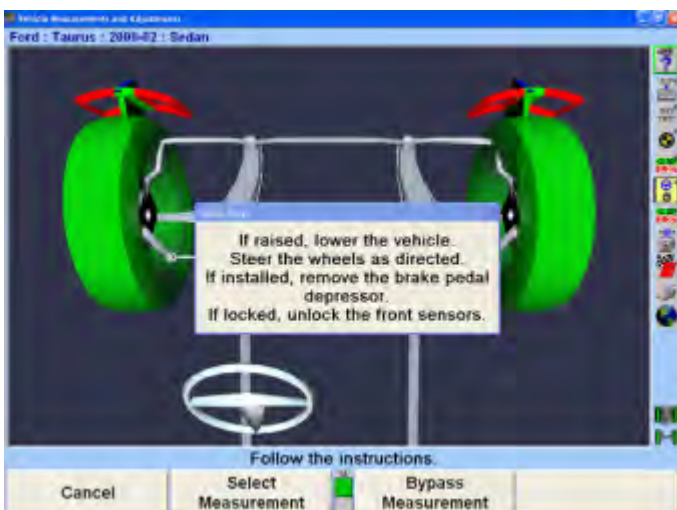 Vehicle Measurements and Adjustments
Ford : Taurus : 2000-02 : Sedan
If raised, lower the vehicle.
Steer the wheels as directed.
If installed, remove the brake pedal
depressor.
If locked, unlock the front sensors.
Follow the instructions.
Cancel
Select
Measurement
Bypass
Measurement